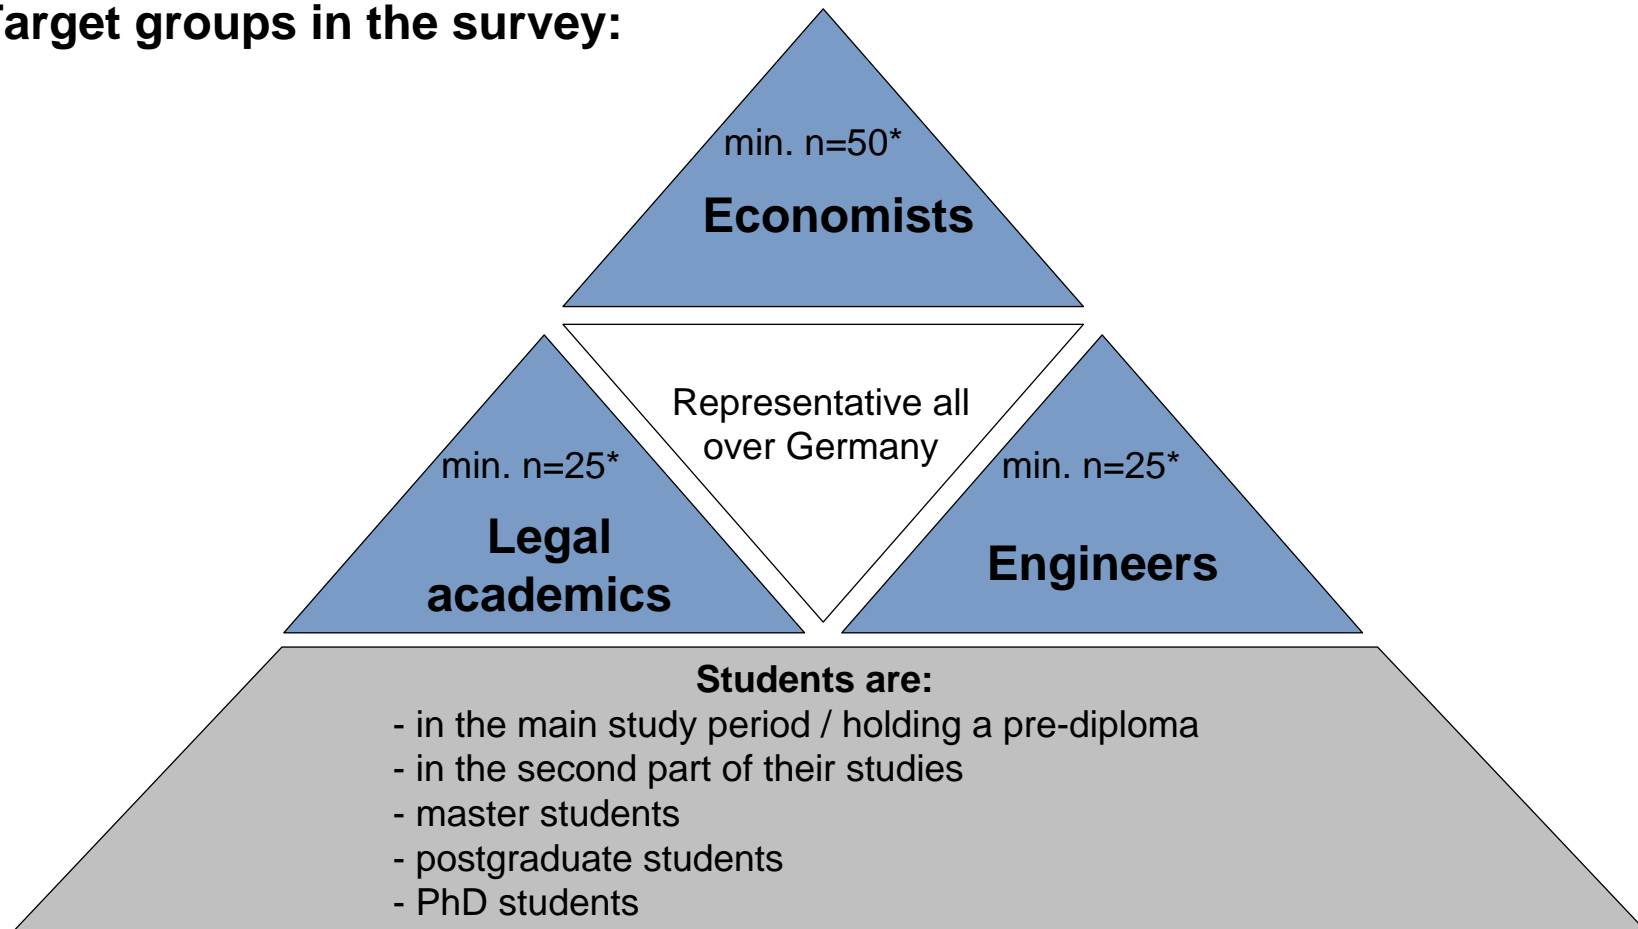 Target groups in the survey:
min. n=50*
Economists
Representative all
over Germany
min. n=25*
Legal
academics
min. n=25*
Engineers
Students are:
- in the main study period / holding a pre-diploma
- in the second part of their studies
- master students
- postgraduate students
- PhD students